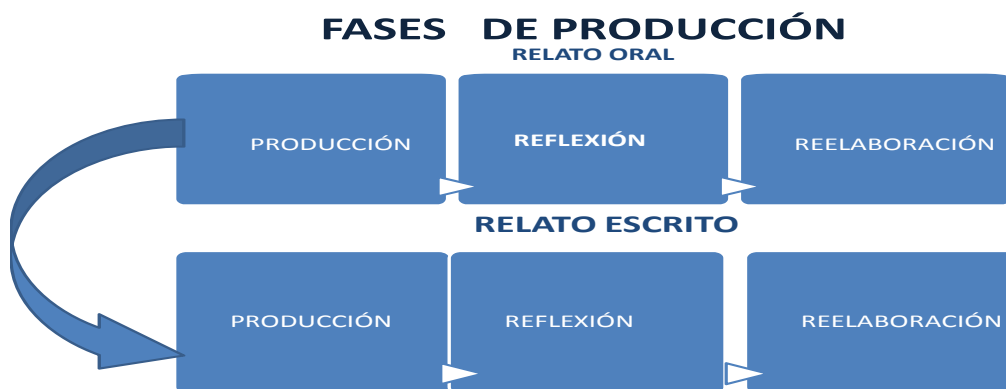 FASES DE PRODUCCIÓN
RELATO ORAL
PRODUCCIÓN
REFLEXIÓN
REELABORACIÓN
RELATO ESCRITO
PRODUCCIÓN
REFLEXIÓN
REELABORACIÓN